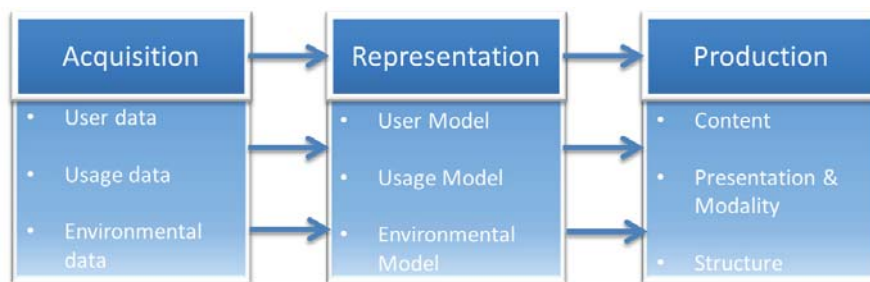 Acquisition
• User data
• Usage data
• Environmental
data
Representation
• User Model
• Usage Model
• Environmental
Model
Production
• Content
• Presentation &
Modality
• Structure